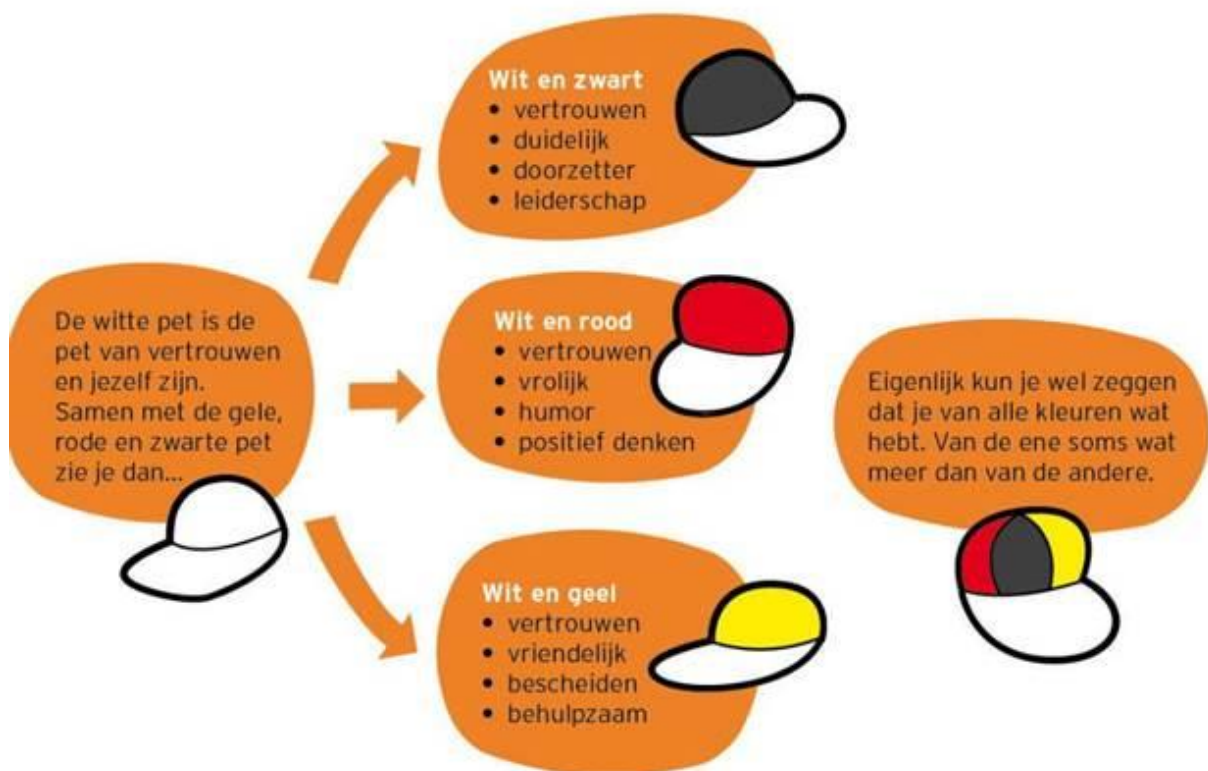 De witte pet is de
pet van vertrouwen
en jezelf zijn.
Samen met de gele,
rode en zwarte pet
zie je dan...
Wit en zwart
• vertrouwen
• duidelijk
• doorzetter
• leiderschap
Wit en rood
• vertrouwen
• vrolijk
• humor
• positief denken
Wit en geel
• vertrouwen
• vriendelijk
• bescheiden
• behulpzaam
Eigenlijk kun je wel zeggen
dat je van alle kleuren wat
hebt. Van de ene soms wat
meer dan van de andere.